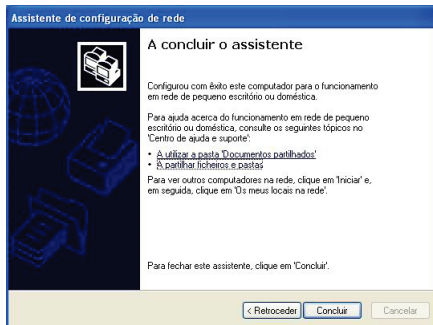 Assistente de configuração de rede
A concluir o assistente
Configurou com êxito este computador para o funcionamento
em rede de pequeno escritório ou doméstica.
Para ajuda acerca do funcionamento em rede de pequeno
escritório ou doméstica, consulte os seguintes tópicos no
'Centro de ajuda e suporte':
• A utilizar a pasta 'Documentos partilhados'
• A partilhar ficheiros e pastas
Para ver outros computadores na rede, clique em 'Iniciar' e,
em seguida, clique em 'Os meus locais na rede'.
Para fechar este assistente, clique em 'Concluir'.
< Retroceder
Concluir
Cancelar